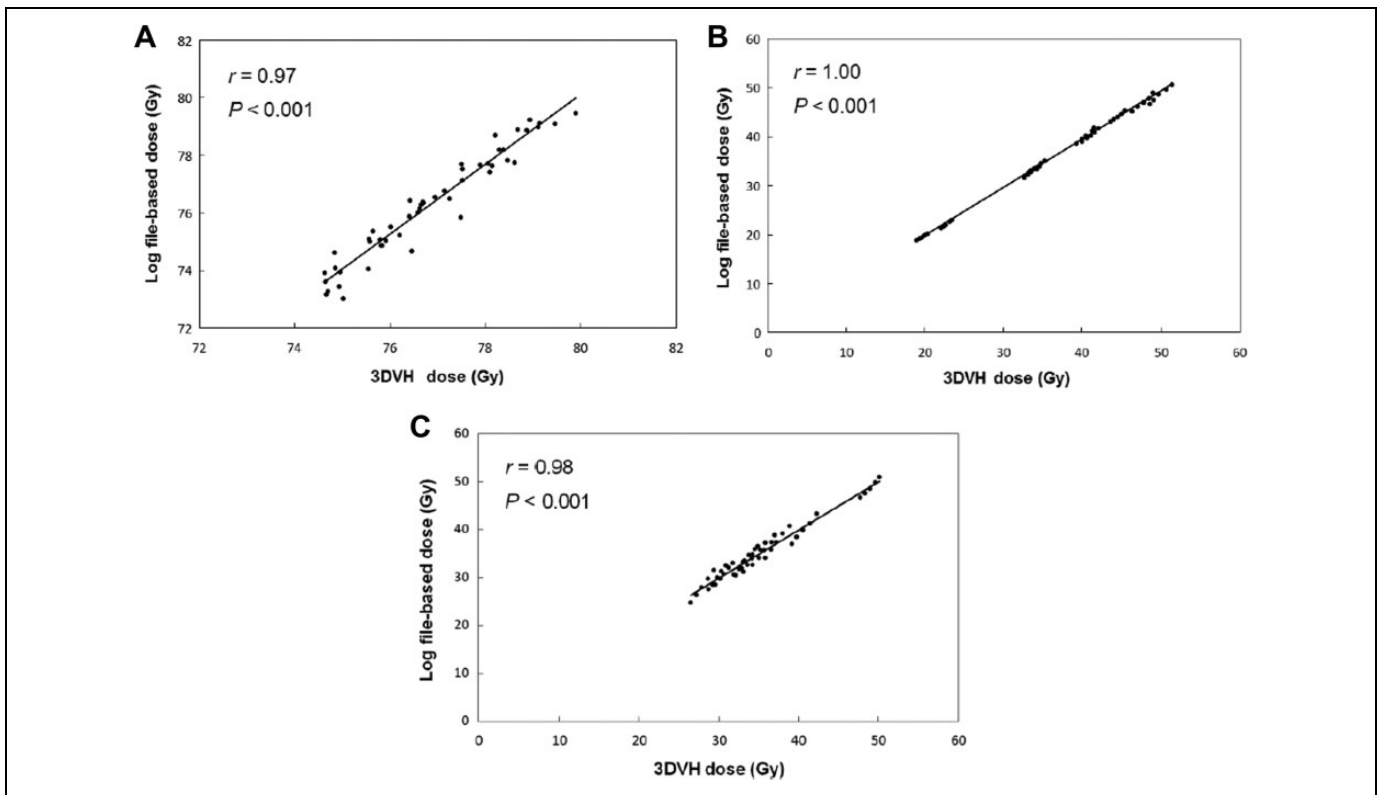 A
r = 0.97
P < 0.001
Log file-based dose (Gy)
82
80
78
76
74
72
72 74 76 78 80 82
3DVH dose (Gy)
B
r = 1.00
P < 0.001
Log file-based dose (Gy)
60
50
40
30
20
10
0
0 10 20 30 40 50 60
3DVH dose (Gy)
C
r = 0.98
P < 0.001
Log file-based dose (Gy)
60
50
40
30
20
10
0
0 10 20 30 40 50 60
3DVH dose (Gy)